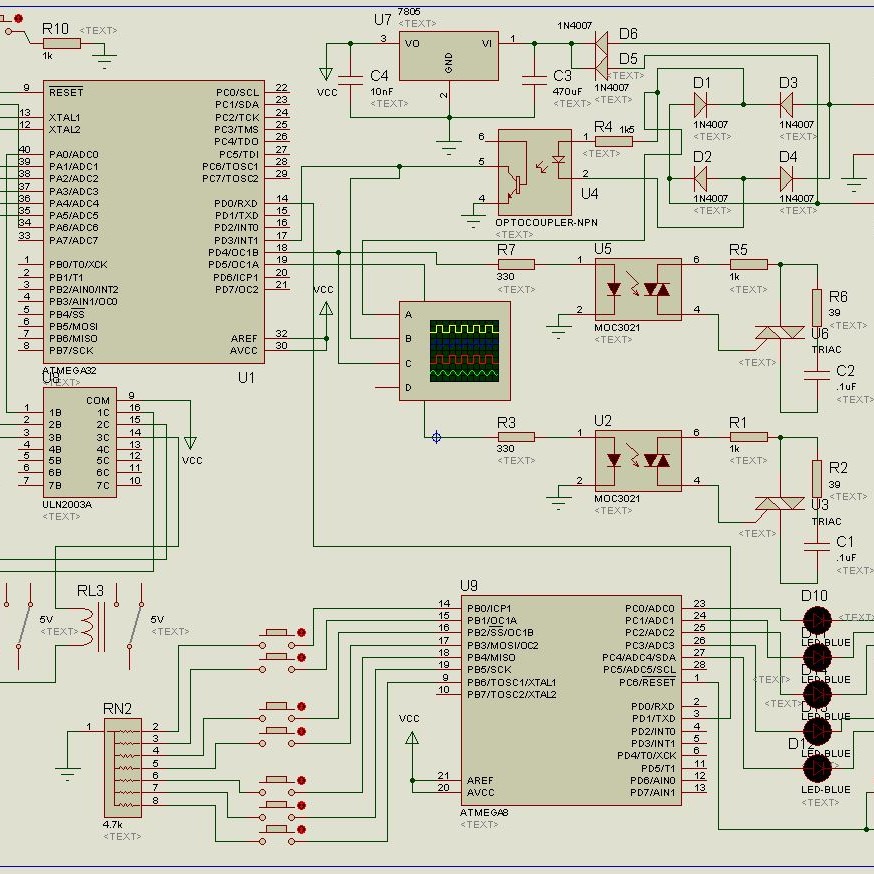 R10
<TEXT>
1k
U7
7805
3 VO VI 1
GND
2
VCC
C4
10nF
<TEXT>
C3
470uF
<TEXT>
1N4007
D6
D5
<TEXT>
1N4007
D1
1N4007
<TEXT>
D3
1N4007
<TEXT>
D2
1N4007
<TEXT>
D4
1N4007
<TEXT>
R4
1k5
<TEXT>
6
5
4
1
2
U4
OPTOCOUPLER-NPN
<TEXT>
9 RESET
13 XTAL1
12 XTAL2
40 PA0/ADC0
39 PA1/ADC1
38 PA2/ADC2
37 PA3/ADC3
36 PA4/ADC4
35 PA5/ADC5
34 PA6/ADC6
33 PA7/ADC7
1 PB0/T0/XCK
2 PB1/T1
3 PB2/AIN0/INT2
4 PB3/AIN1/OC0
5 PB4/SS
6 PB5/MOSI
7 PB6/MISO
8 PB7/SCK
PC0/SCL 22
PC1/SDA 23
PC2/TCK 24
PC3/TMS 25
PC4/TDO 26
PC5/TDI 27
PC6/TOSC1 28
PC7/TOSC2 29
PD0/RXD 14
PD1/TXD 15
PD2/INT0 16
PD3/INT1 17
PD4/OC1B 18
PD5/OC1A 19
PD6/ICP1 20
PD7/OC2 21
AREF 32
AVCC 30
VCC
ATMEGA32
<TEXT>
U1
A
B
C
D
R7
330
<TEXT>
U5
1
2
6
4
MOC3021
<TEXT>
R5
1k
<TEXT>
R6
39
<TEXT>
U6
TRIAC
<TEXT>
C2
.1uF
<TEXT>
U8
1 1B
2 2B
3 3B
4 4B
5 5B
6 6B
7 7B
COM 9
1C 16
2C 15
3C 14
4C 13
5C 12
6C 11
7C 10
VCC
ULN2003A
<TEXT>
R3
330
<TEXT>
U2
1
2
6
4
MOC3021
<TEXT>
R1
1k
<TEXT>
R2
39
<TEXT>
U3
TRIAC
<TEXT>
C1
.1uF
<TEXT>
5V
<TEXT>
RL3
5V
<TEXT>
RN2
1
2
3
4
5
6
7
8
4.7k
<TEXT>
U9
14 PB0/ICP1
15 PB1/OC1A
16 PB2/SS/OC1B
17 PB3/MOSI/OC2
18 PB4/MISO
19 PB5/SCK
9 PB6/TOSC1/XTAL1
10 PB7/TOSC2/XTAL2
VCC
21 AREF
20 AVCC
PC0/ADC0 23
PC1/ADC1 24
PC2/ADC2 25
PC3/ADC3 26
PC4/ADC4/SDA 27
PC5/ADC5/SCL 28
PC6/RESET 1
PD0/RXD 2
PD1/TXD 3
PD2/INT0 4
PD3/INT1 5
PD4/T0/XCK 6
PD5/T1 11
PD6/AIN0 12
PD7/AIN1 13
ATMEGA8
<TEXT>
D10
<TEXT>
LED-BLUE
LED-BLUE
<TEXT>
LED-BLUE
<TEXT>
LED-BLUE
D12
LED-BLUE
<TEXT>